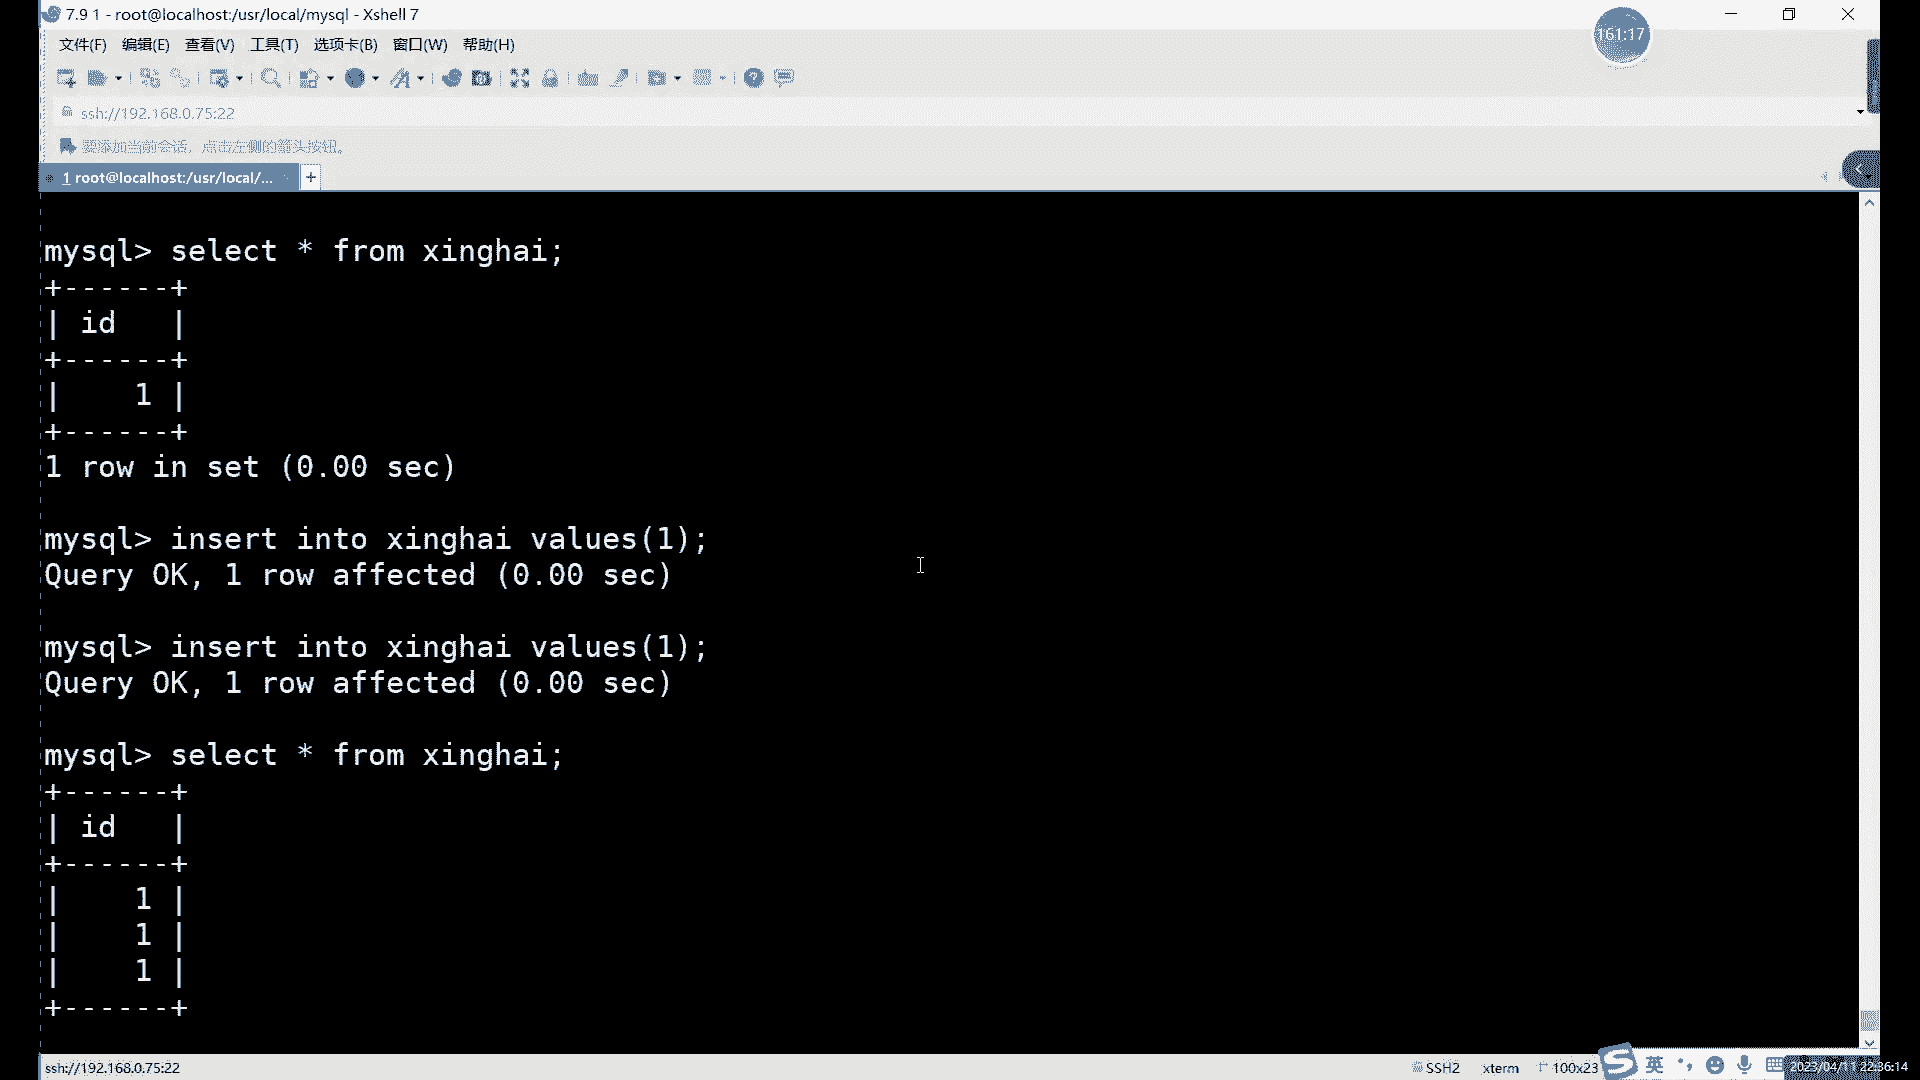 7.9 1 - root@localhost:/usr/local/mysql - Xshell 7
161:17
文件(F) 编辑(E) 查看(V) 工具(T) 选项卡(B) 窗口(W) 帮助(H)
ssh://192.168.0.75:22
要添加当前会话，点击左侧的箭头按钮。
1 root@localhost:/usr/local/... +
mysql> select * from xinghai;
+------+
| id   |
+------+
|    1 |
+------+
1 row in set (0.00 sec)
mysql> insert into xinghai values(1);
Query OK, 1 row affected (0.00 sec)
mysql> insert into xinghai values(1);
Query OK, 1 row affected (0.00 sec)
mysql> select * from xinghai;
+------+
| id   |
+------+
|    1 |
|    1 |
|    1 |
+------+
ssh://192.168.0.75:22 SSH2 xterm 100x23 英 2023/04/11 22:36:14